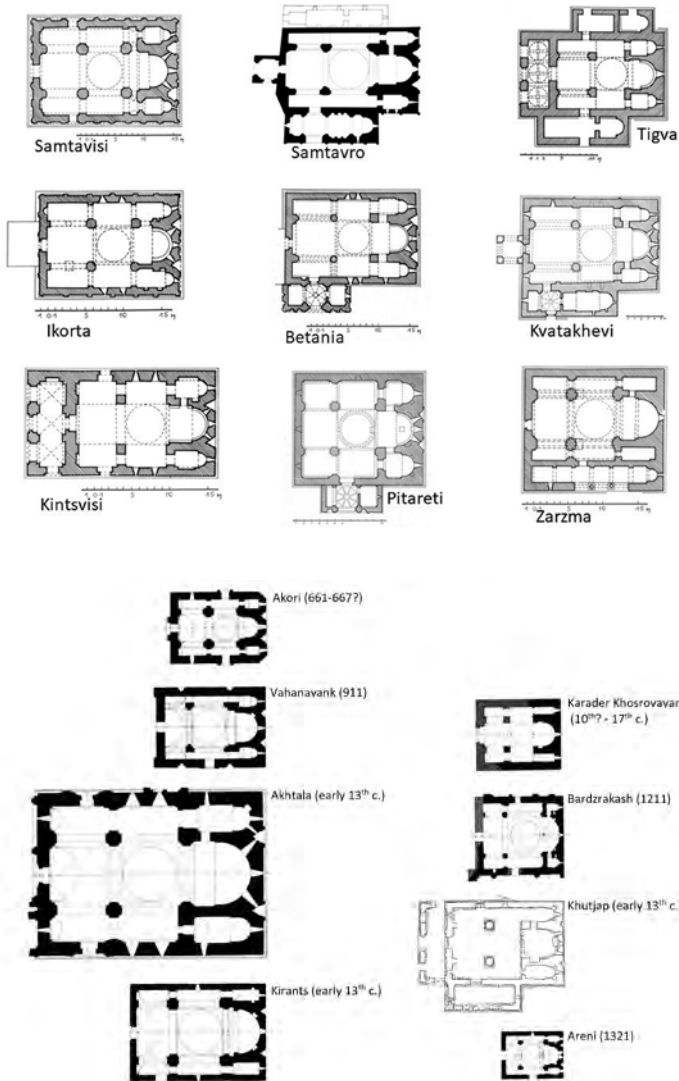 Samtavisi
Samtavro
Tigva
Ikorta
Betania
Kvatakhevi
Kintsvisi
Pitareti
Zarzma
Akori (661-667?)
Vahanavank (911)
Akhtala (early 13th c.)
Kirants (early 13th c.)
Karader Khosrovayar
(10th? - 17th c.)
Bardzrakash (1211)
Khutjap (early 13th c.
Areni (1321)